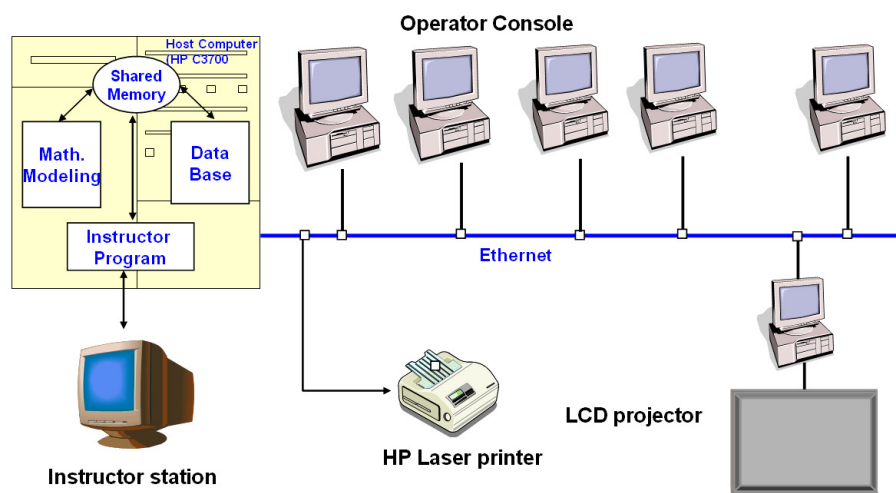 Operator Console
Host Computer
(HP C3700
Shared
Memory
Math.
Modeling
Data
Base
Instructor
Program
Ethernet
LCD projector
HP Laser printer
Instructor station